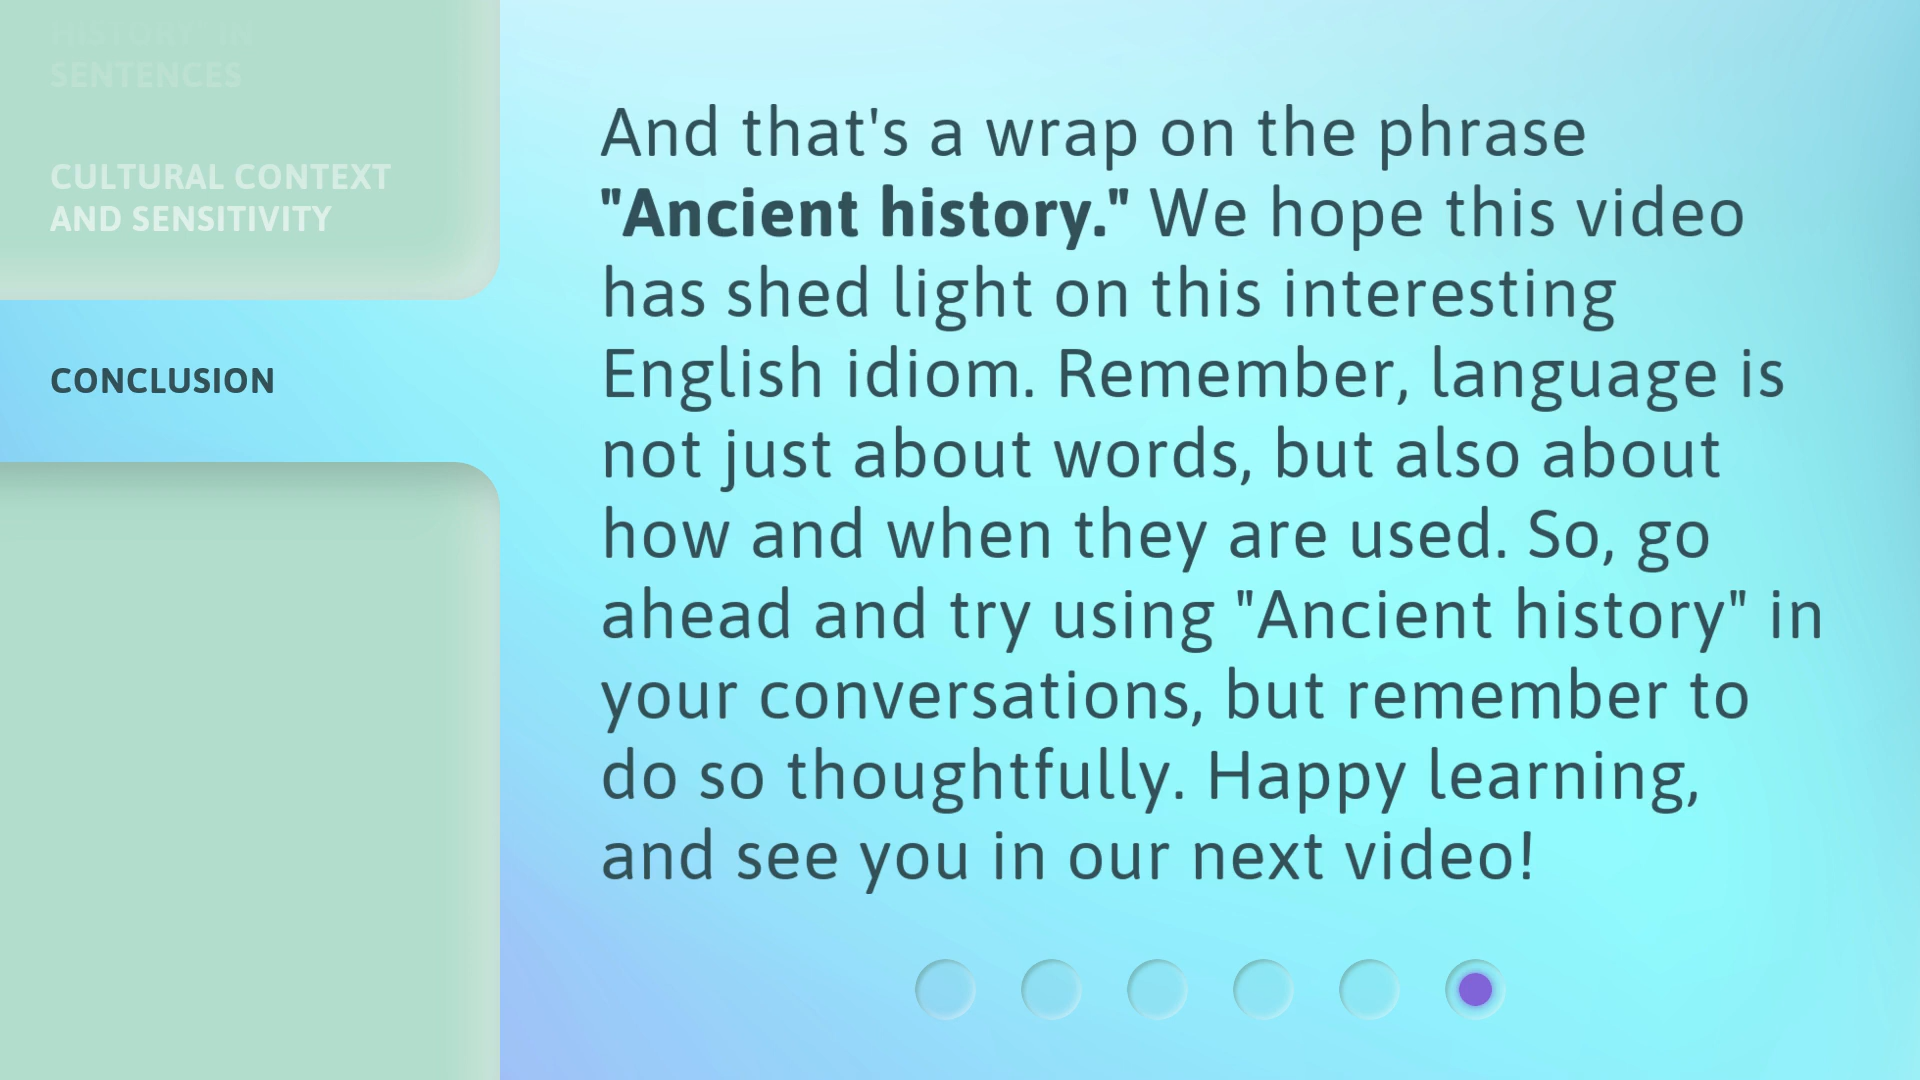 HISTORY" IN
SENTENCES
CULTURAL CONTEXT
AND SENSITIVITY
CONCLUSION
And that's a wrap on the phrase
"Ancient history." We hope this video
has shed light on this interesting
English idiom. Remember, language is
not just about words, but also about
how and when they are used. So, go
ahead and try using "Ancient history" in
your conversations, but remember to
do so thoughtfully. Happy learning,
and see you in our next video!